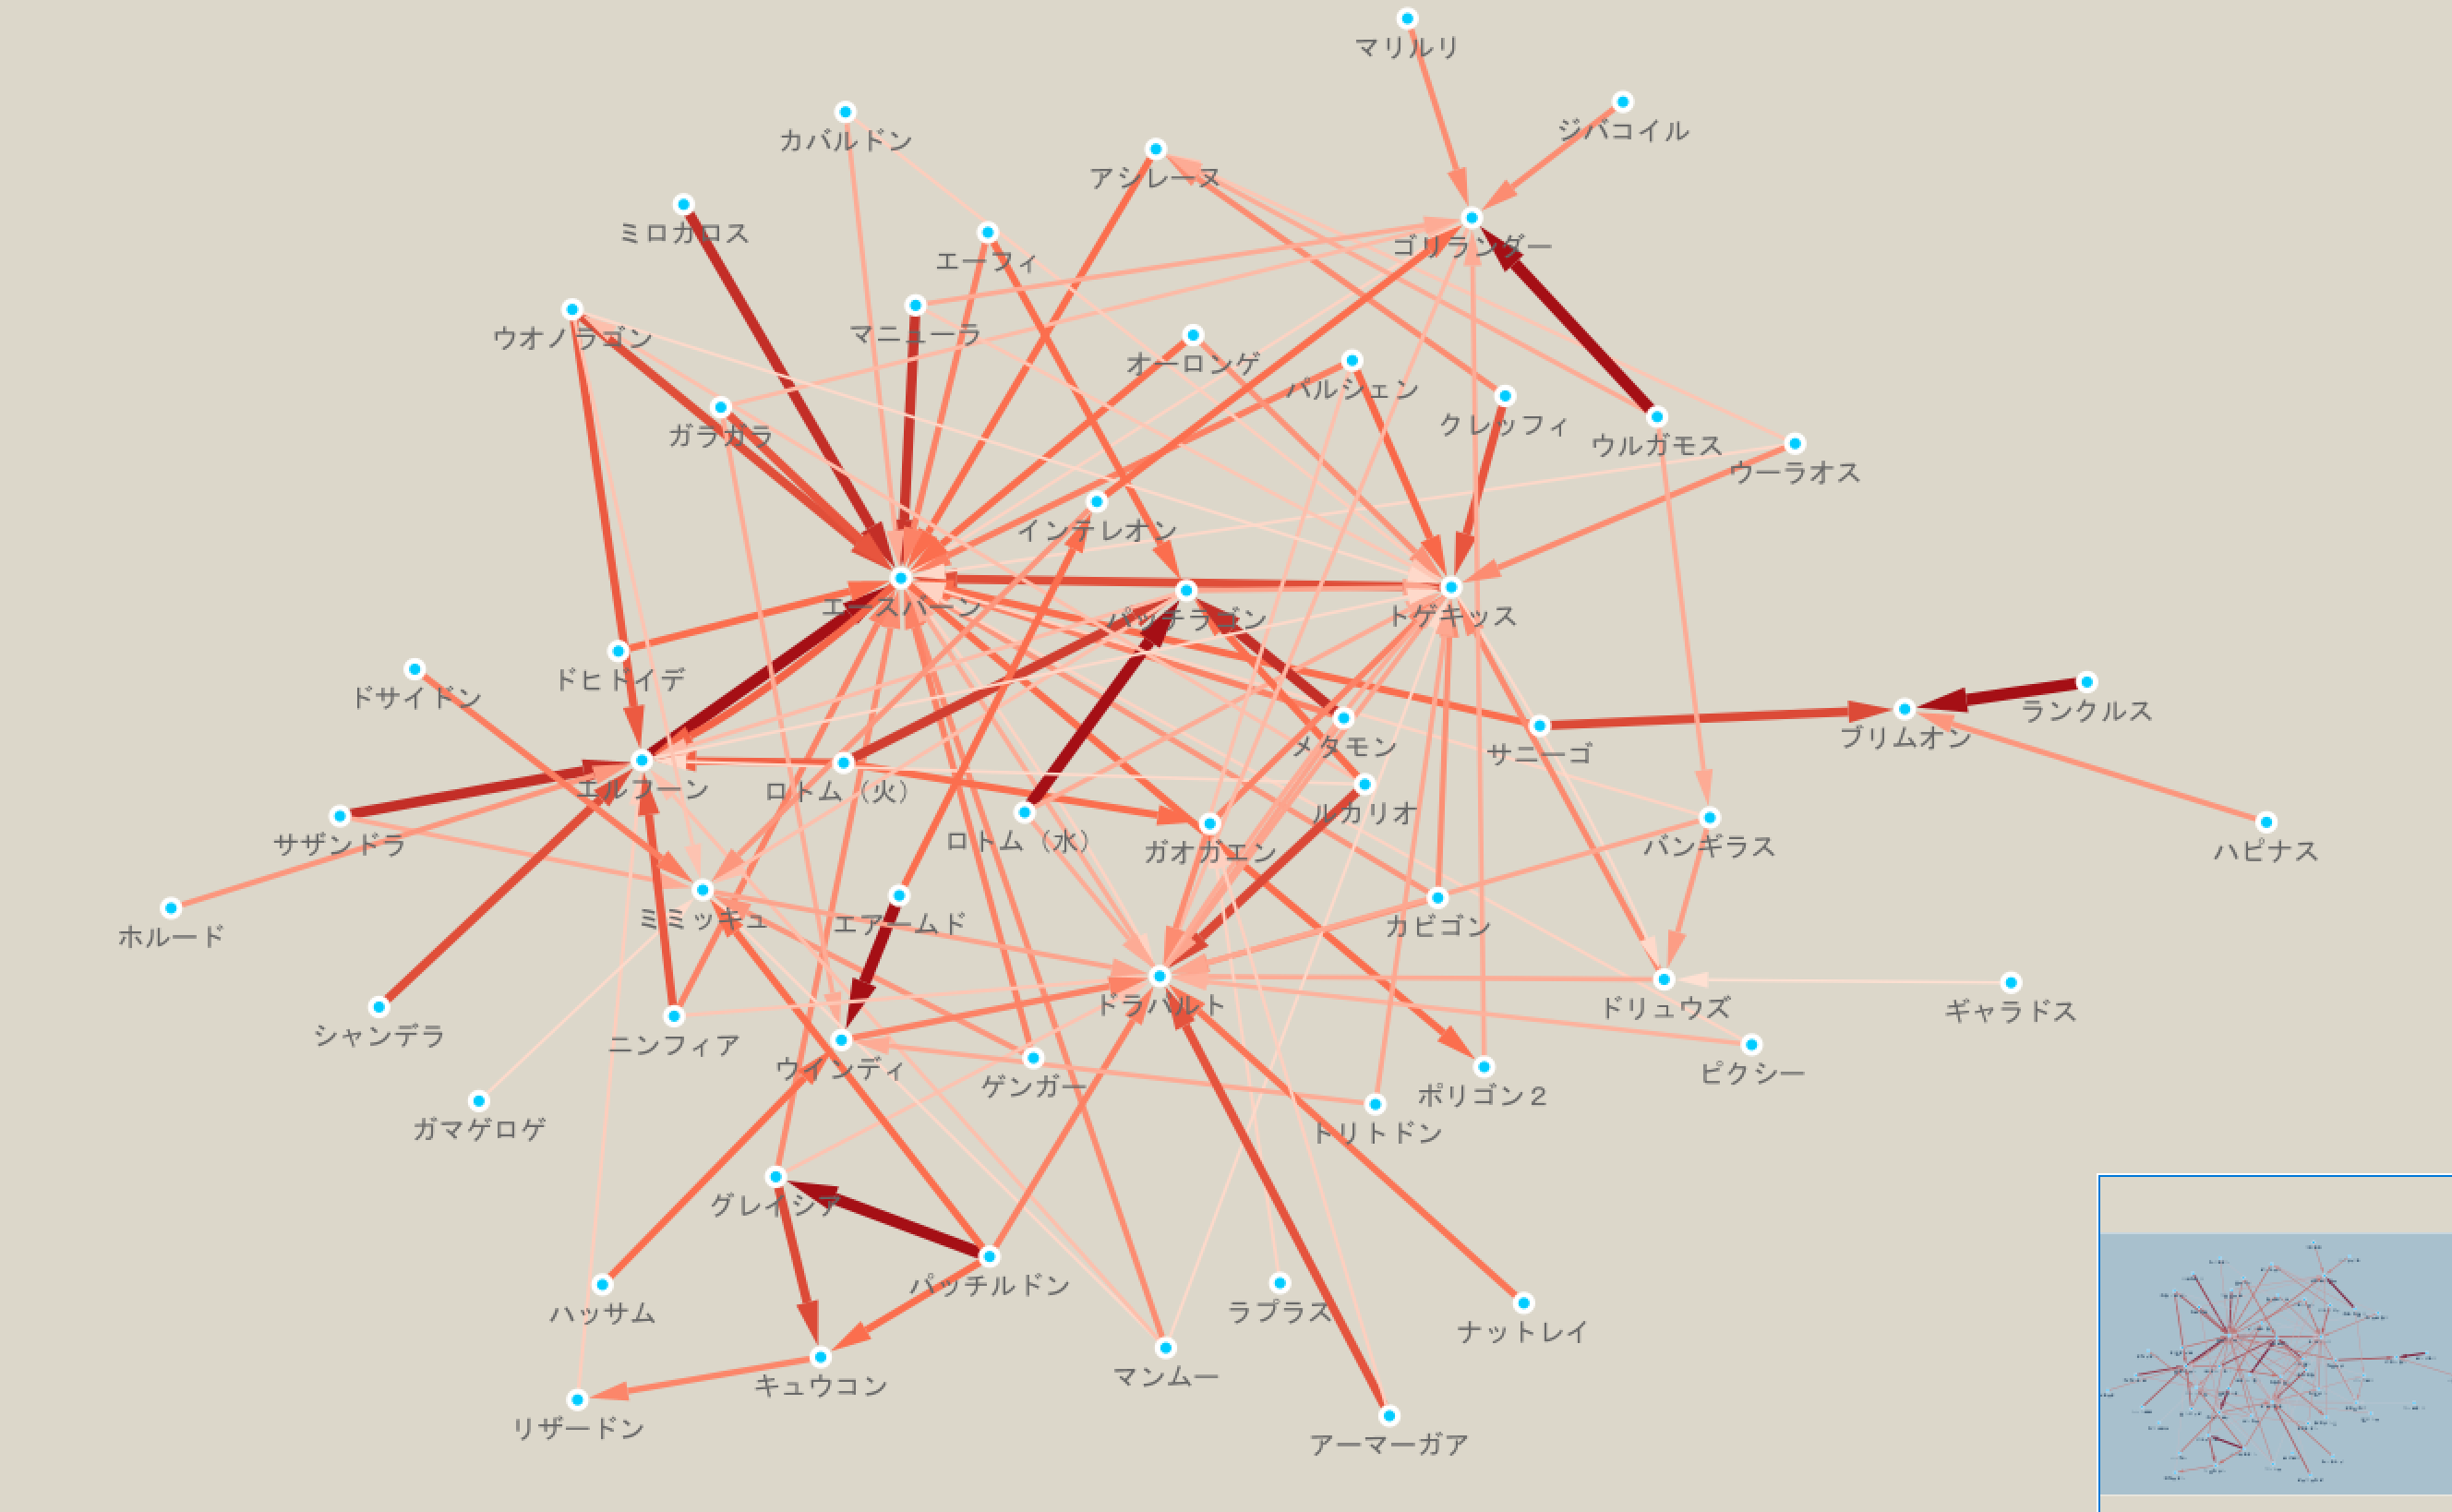 マリルリ
ジバコイル
カバルドン
アシレーヌ
ミロカロス
ゴリランダー
エーフィ
ウオノラゴン
マニューラ
オーロンゲ
パルシェン
クレッフィ
ガラガラ
ウルガモス
ウーラオス
インテレオン
エースバーン
パッチラゴン
トゲキッス
ドヒドイデ
ドサイドン
ランクルス
ブリムオン
メタモン
サニーゴ
エルフーン
ロトム（火）
ルカリオ
サザンドラ
ロトム（水）
ガオガエン
バンギラス
ハピナス
ミミッキュ
エアームド
カビゴン
ホルード
ドラパルト
ドリュウズ
ギャラドス
シャンデラ
ニンフィア
ウインディ
ゲンガー
ピクシー
ポリゴン２
ガマゲロゲ
トリトドン
グレイシア
パッチルドン
ハッサム
ラプラス
ナットレイ
マンムー
キュウコン
リザードン
アーマーガア